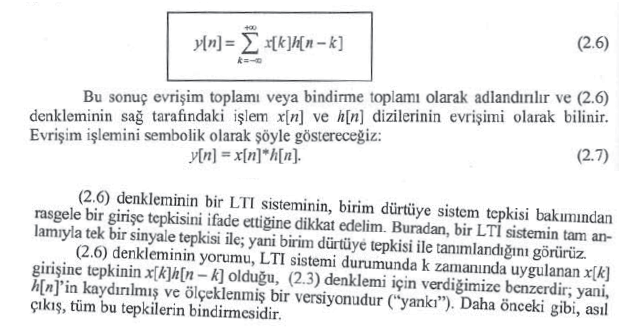 y[n] = \sum_{k=-\infty}^{+\infty} x[k]h[n – k] (2.6)
Bu sonuç evrişim toplamı veya bindirme toplamı olarak adlandırılır ve (2.6)
denkleminin sağ tarafındaki işlem x[n] ve h[n] dizilerinin evrişimi olarak bilinir.
Evrişim işlemini sembolik olarak şöyle göstereceğiz:
y[n] = x[n]*h[n]. (2.7)
(2.6) denkleminin bir LTI sisteminin, birim dürtüye sistem tepkisi bakımından
rasgele bir girişe tepkisini ifade ettiğine dikkat edelim. Buradan, bir LTI sistemin tam an-
lamıyla tek bir sinyale tepkisi ile; yani birim dürtüye tepkisi ile tanımlandığını görürüz.
(2.6) denkleminin yorumu, LTI sistemi durumunda k zamanında uygulanan x[k]
girişine tepkinin x[k]h[n – k] olduğu, (2.3) denklemi için verdiğimize benzerdir; yani,
h[n]'in kaydırılmış ve ölçeklenmiş bir versiyonudur (“yankı”). Daha önceki gibi, asıl
çıkış, tüm bu tepkilerin bindirmesidir.